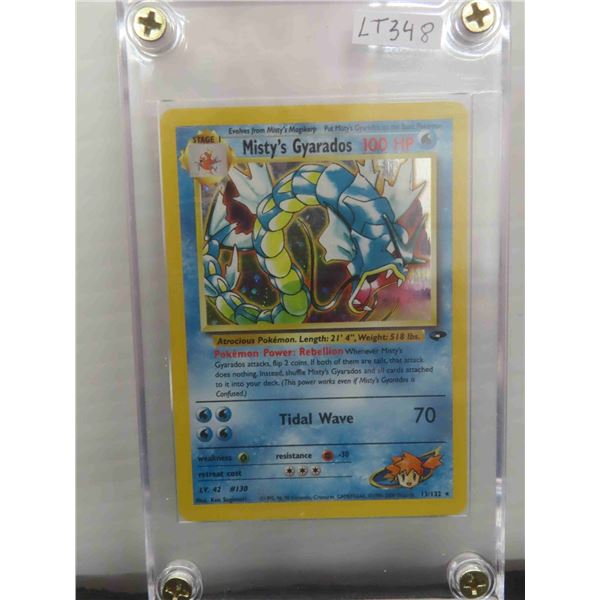 LT348
Evolves from Misty's Magikarp Put Misty's Gyarados on the Basic Pokémon
STAGE 1
Misty's Gyarados 100 HP
Atrocious Pokémon. Length: 21' 4", Weight: 518 lbs.
Pokémon Power: Rebellion Whenever Misty's
Gyarados attacks, flip 2 coins. If both of them are tails, that attack
does nothing. Instead, shuffle Misty's Gyarados and all cards attached
to it into your deck. (This power works even if Misty's Gyarados is
Confused.)
Tidal Wave 70
weakness resistance -30
retreat cost
LV. 42 #130
Illus. Ken Sugimori
13/132 ★